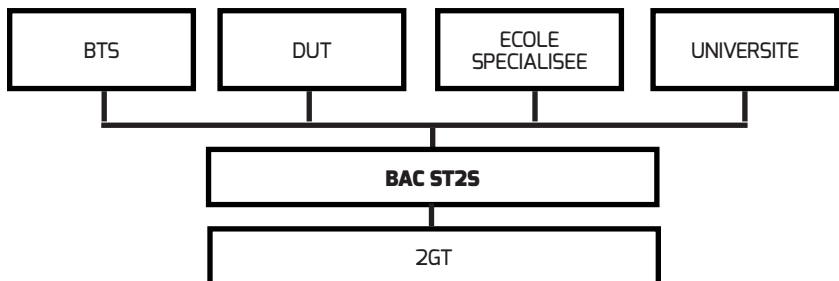 BTS
DUT
ECOLE
SPECIALISEE
UNIVERSITE
BAC ST2S
2GT